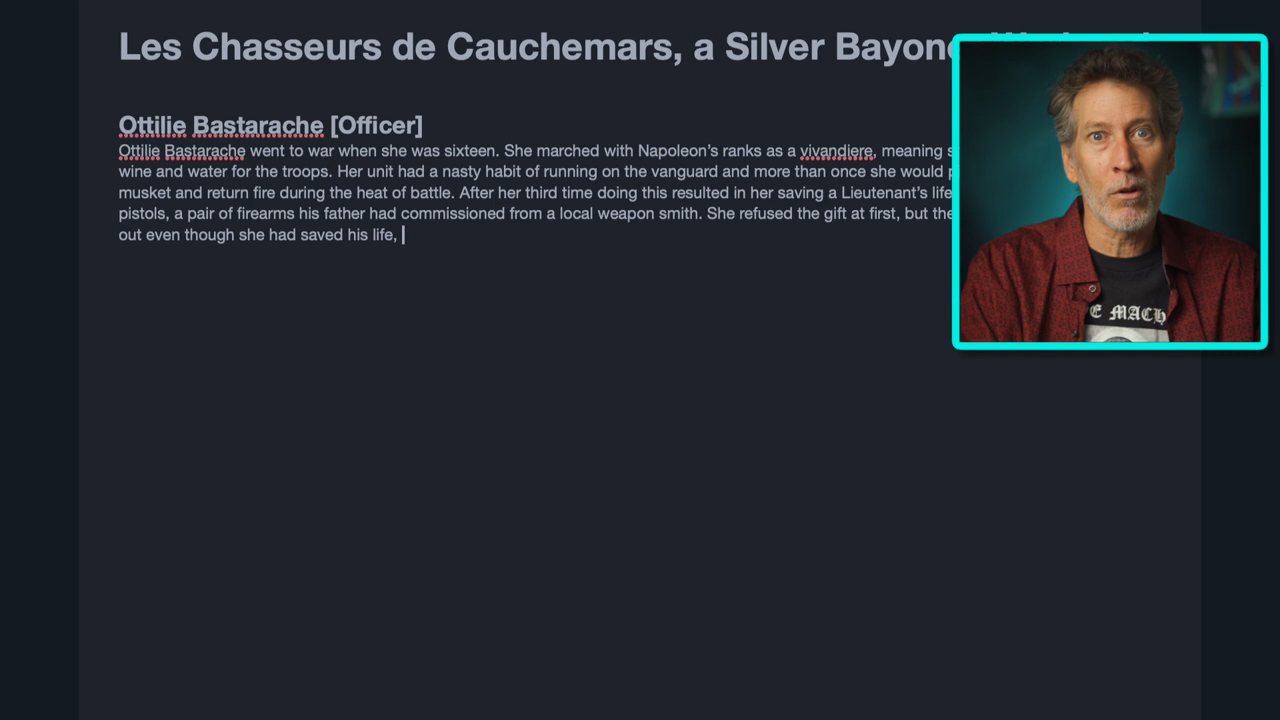 Les Chasseurs de Cauchemars, a Silver Bayon
Ottilie Bastarache [Officer]
Ottilie Bastarache went to war when she was sixteen. She marched with Napoleon’s ranks as a vivandiere, meaning
wine and water for the troops. Her unit had a nasty habit of running on the vanguard and more than once she would
musket and return fire during the heat of battle. After her third time doing this resulted in her saving a Lieutenant’s life
pistols, a pair of firearms his father had commissioned from a local weapon smith. She refused the gift at first, but the
out even though she had saved his life,
E MACH